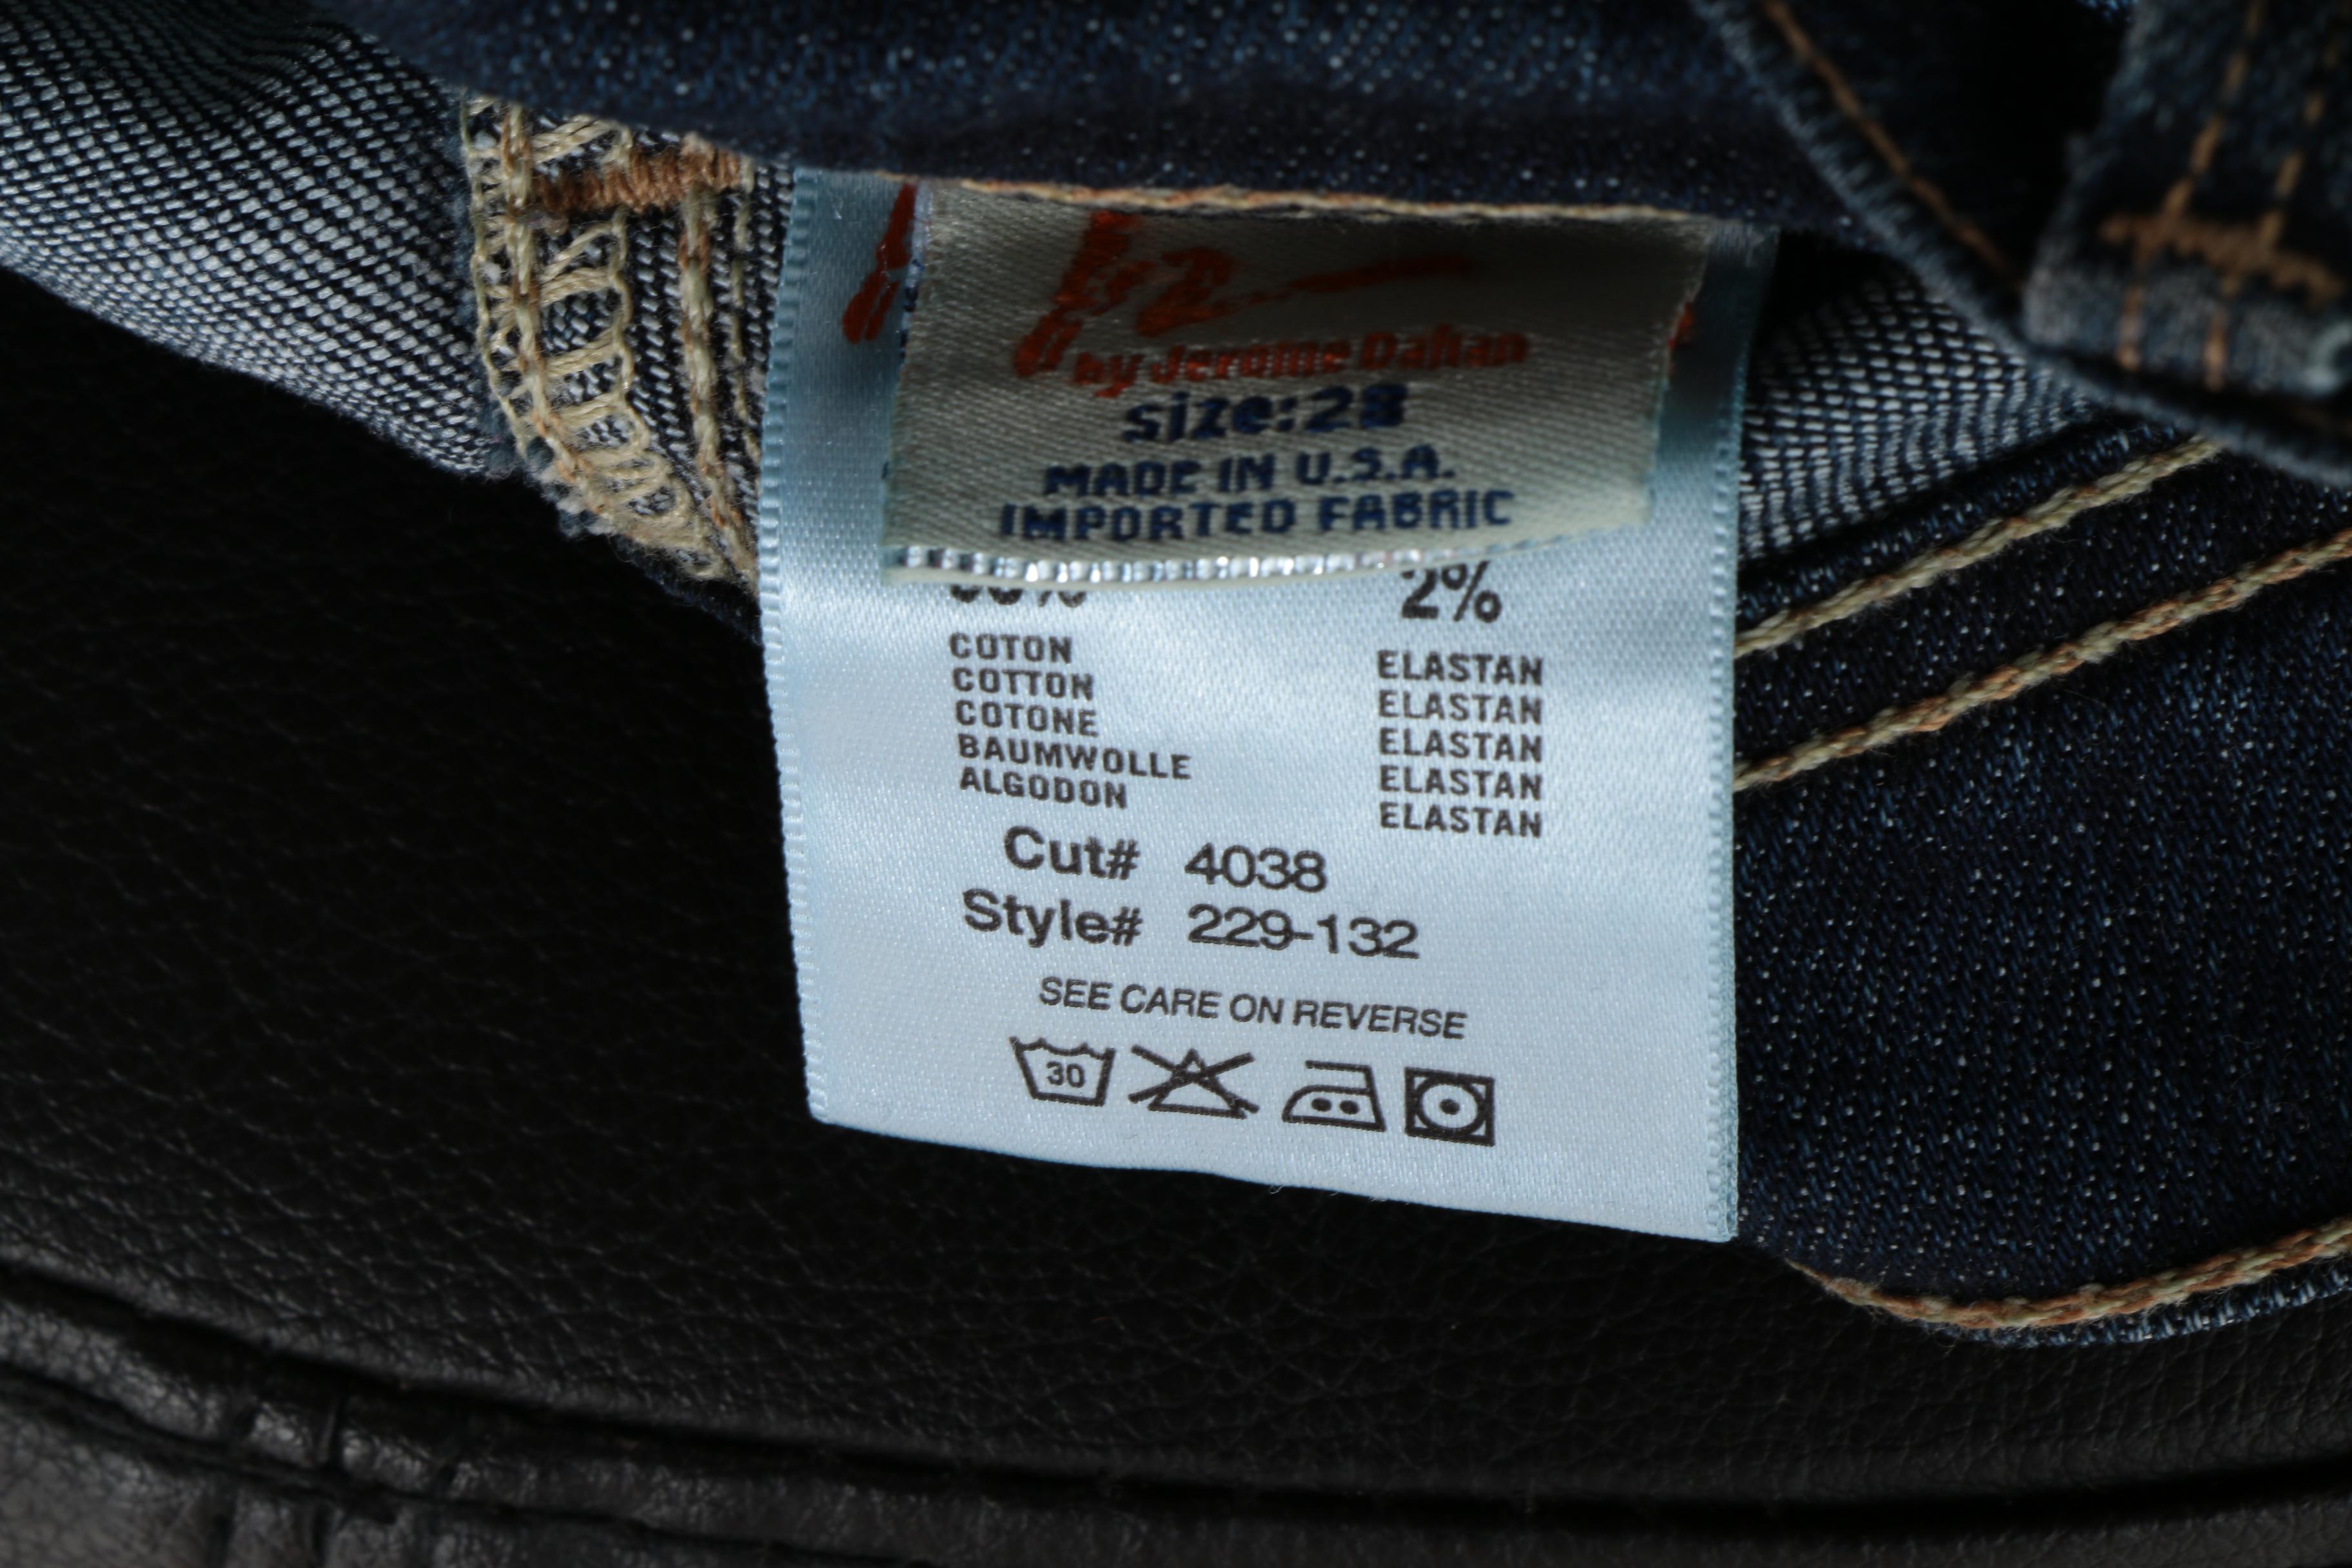 by Jerome Dahan
size:28
MADE IN U.S.A.
IMPORTED FABRIC
2%
COTON
COTTON
COTONE
BAUMWOLLE
ALGODON
ELASTAN
ELASTAN
ELASTAN
ELASTAN
ELASTAN
Cut# 4038
Style# 229-132
SEE CARE ON REVERSE
30